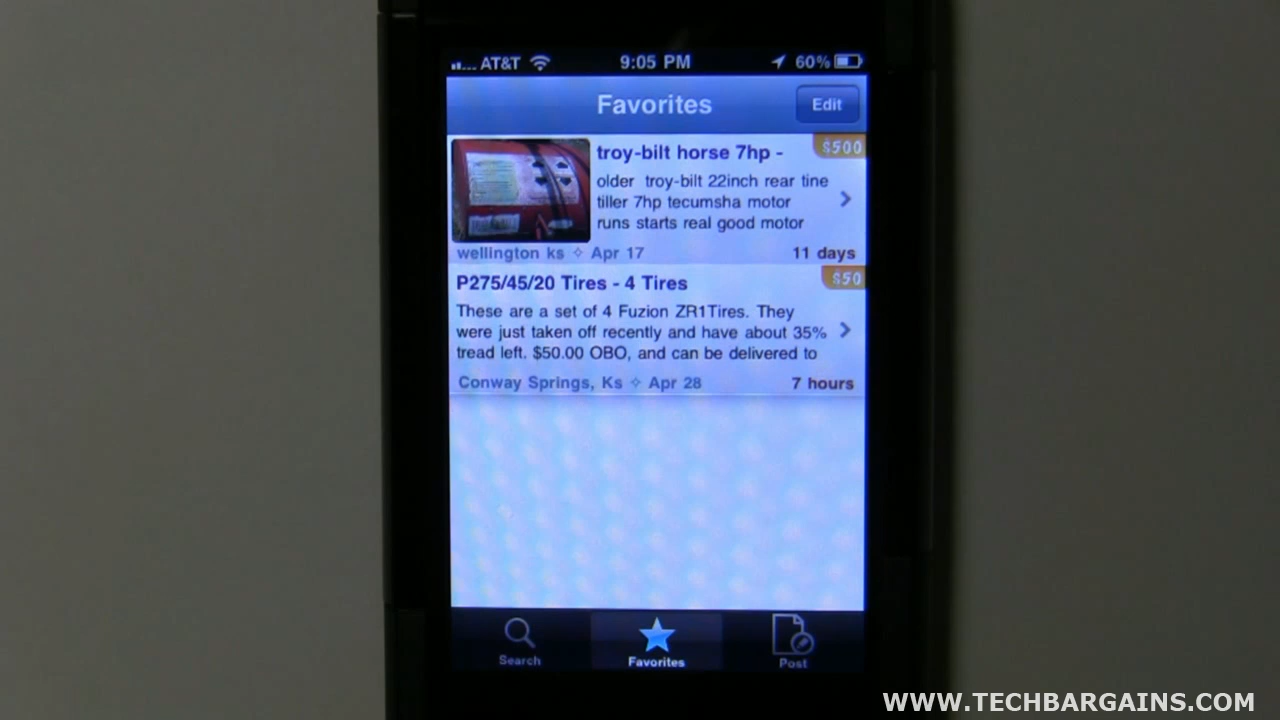 AT&T 9:05 PM 60%
Favorites Edit
troy-bilt horse 7hp - $500
older troy-bilt 22inch rear tine
tiller 7hp tecumsha motor
runs starts real good motor
wellington ks Apr 17 11 days
P275/45/20 Tires - 4 Tires $50
These are a set of 4 Fuzion ZR1Tires. They
were just taken off recently and have about 35%
tread left. $50.00 OBO, and can be delivered to
Conway Springs, Ks Apr 28 7 hours
Search Favorites Post
WWW.TECHBARGAINS.COM